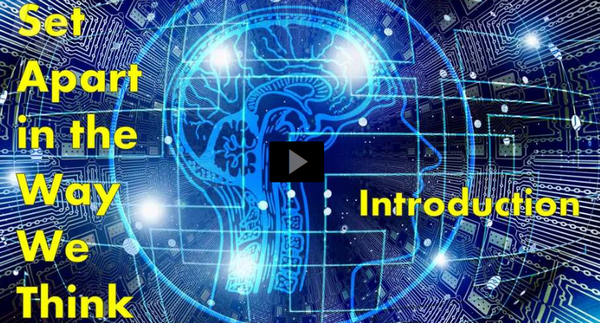 Set
Apart
in the
Way
We
Think
Introduction